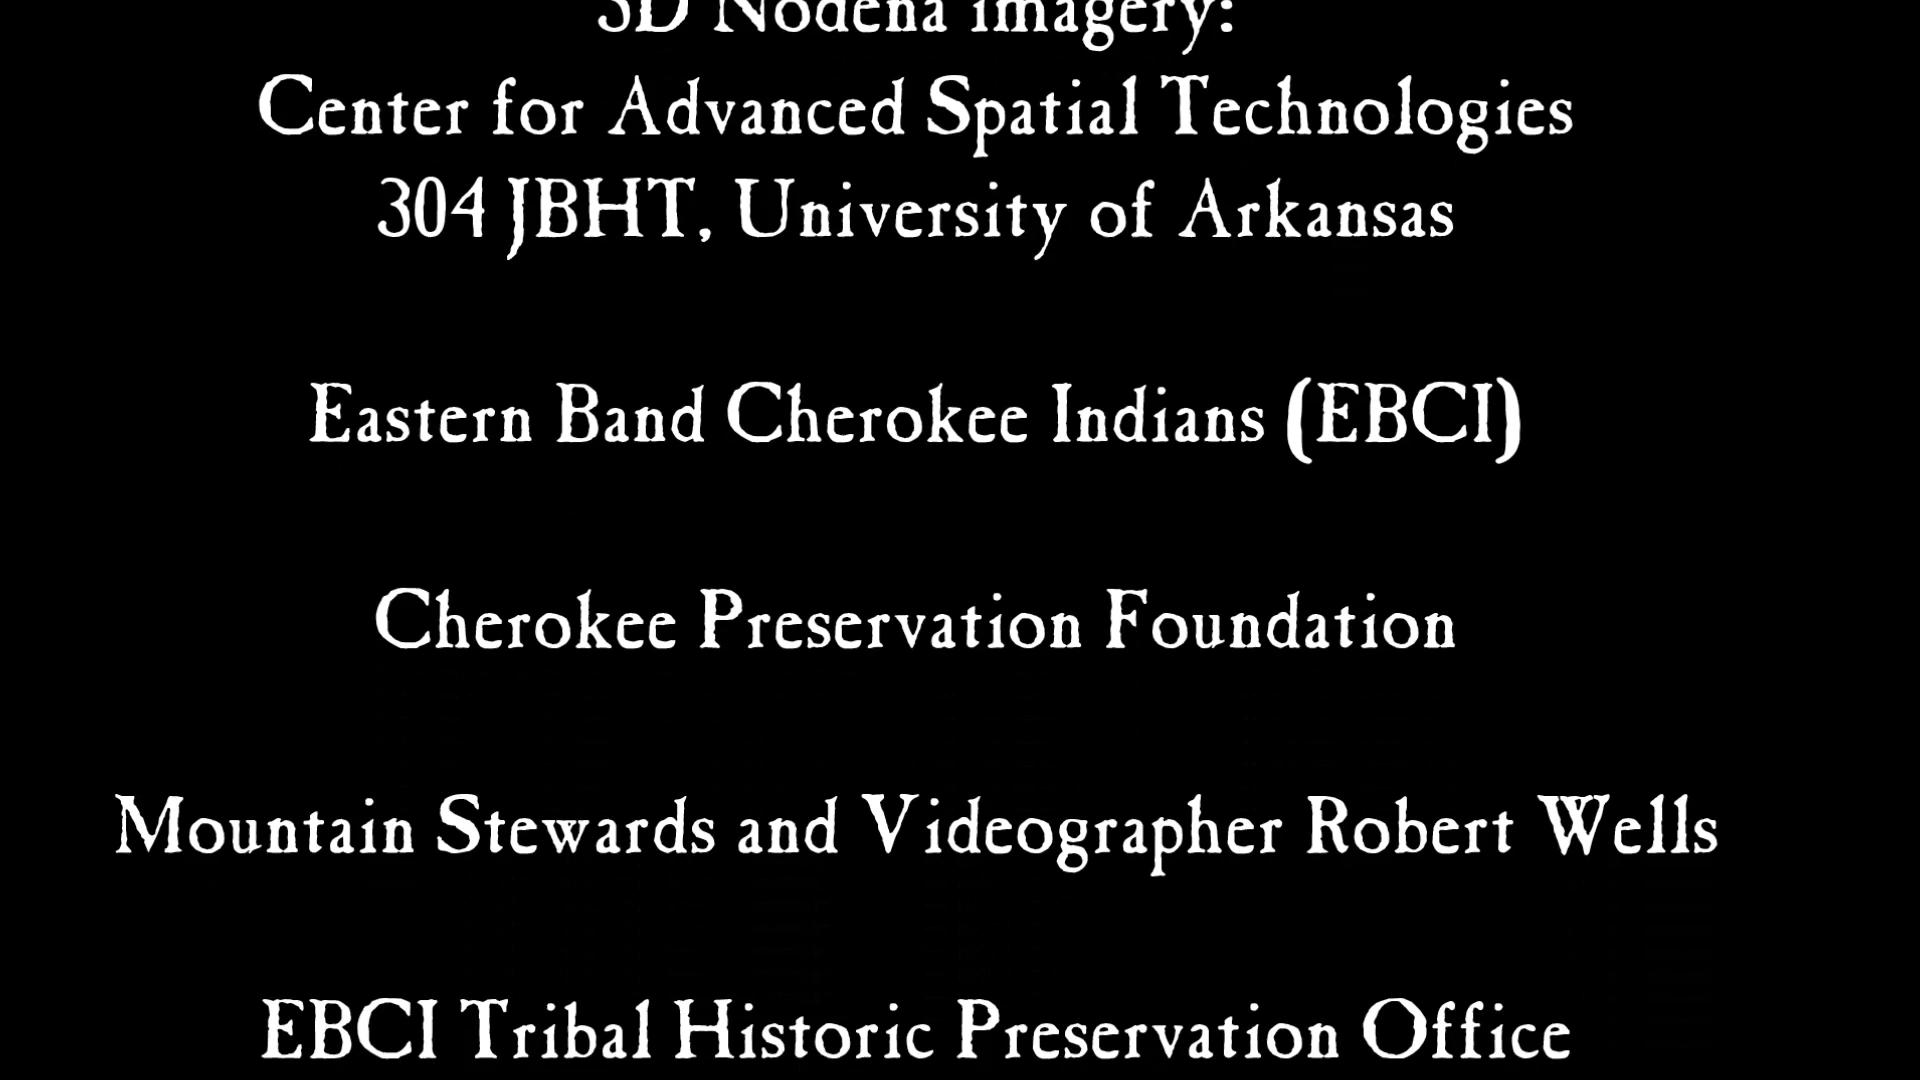 3D Nodena imagery:
Center for Advanced Spatial Technologies
304 JBHT, University of Arkansas
Eastern Band Cherokee Indians (EBCI)
Cherokee Preservation Foundation
Mountain Stewards and Videographer Robert Wells
EBCI Tribal Historic Preservation Office